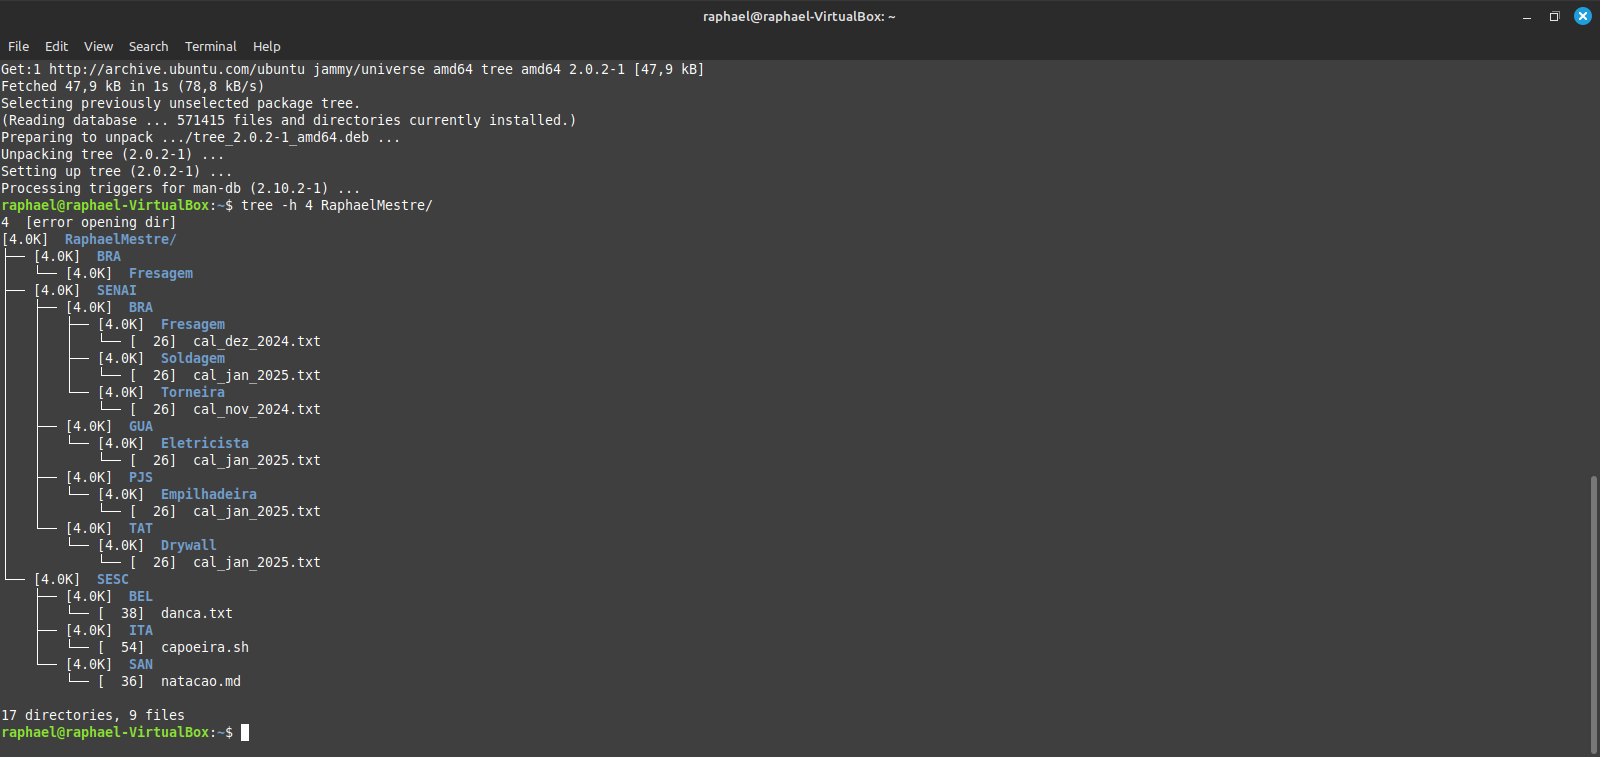 raphael@raphael-VirtualBox: ~
File Edit View Search Terminal Help
Get:1 http://archive.ubuntu.com/ubuntu jammy/universe amd64 tree amd64 2.0.2-1 [47,9 kB]
Fetched 47,9 kB in 1s (78,8 kB/s)
Selecting previously unselected package tree.
(Reading database ... 571415 files and directories currently installed.)
Preparing to unpack .../tree_2.0.2-1_amd64.deb ...
Unpacking tree (2.0.2-1) ...
Setting up tree (2.0.2-1) ...
Processing triggers for man-db (2.10.2-1) ...
raphael@raphael-VirtualBox:~$ tree -h 4 RaphaelMestre/
4  [error opening dir]
[4.0K]  RaphaelMestre/
├── [4.0K]  BRA
│   └── [4.0K]  Fresagem
├── [4.0K]  SENAI
│   ├── [4.0K]  BRA
│   │   ├── [4.0K]  Fresagem
│   │   │   └── [  26]  cal_dez_2024.txt
│   │   ├── [4.0K]  Soldagem
│   │   │   └── [  26]  cal_jan_2025.txt
│   │   └── [4.0K]  Torneira
│   │       └── [  26]  cal_nov_2024.txt
│   ├── [4.0K]  GUA
│   │   └── [4.0K]  Eletricista
│   │       └── [  26]  cal_jan_2025.txt
│   ├── [4.0K]  PJS
│   │   └── [4.0K]  Empilhadeira
│   │       └── [  26]  cal_jan_2025.txt
│   └── [4.0K]  TAT
│       └── [4.0K]  Drywall
│           └── [  26]  cal_jan_2025.txt
└── [4.0K]  SESC
    ├── [4.0K]  BEL
    │   └── [  38]  danca.txt
    ├── [4.0K]  ITA
    │   └── [  54]  capoeira.sh
    └── [4.0K]  SAN
        └── [  36]  natacao.md
17 directories, 9 files
raphael@raphael-VirtualBox:~$